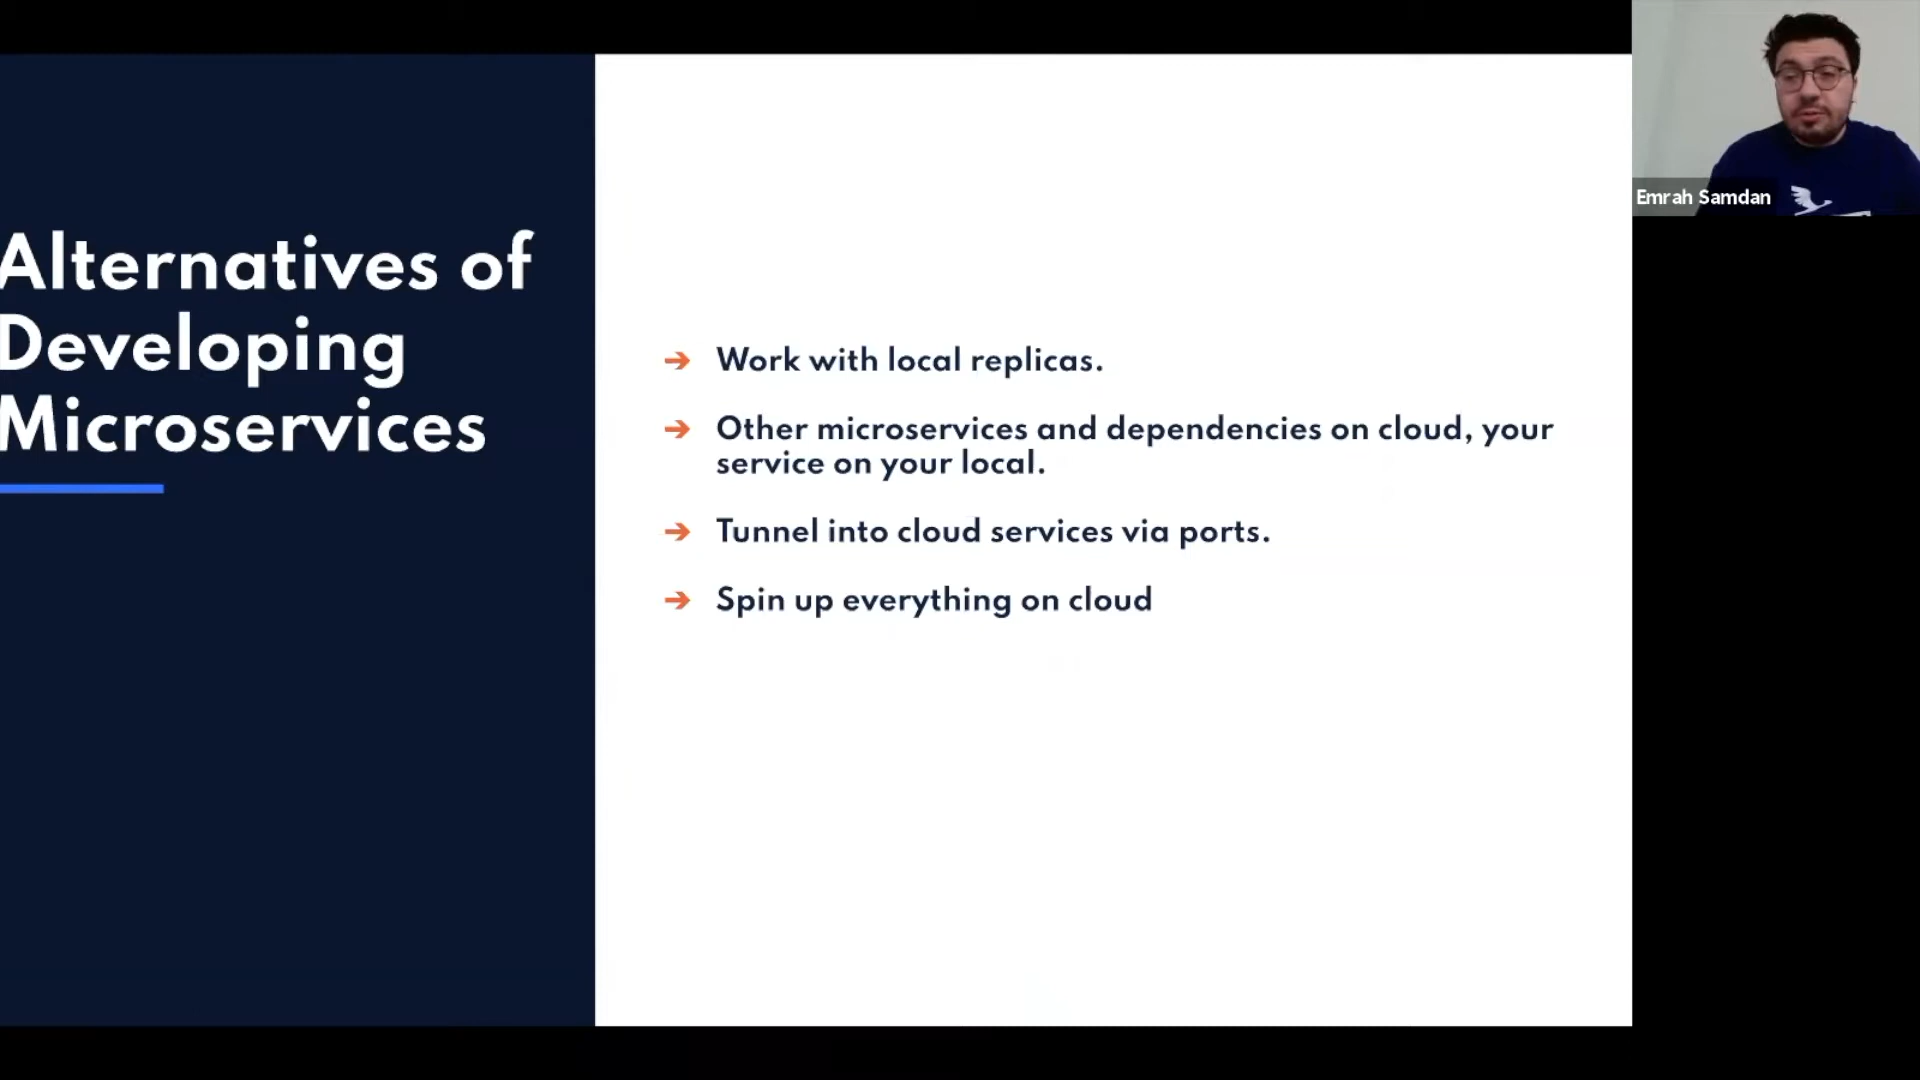 Alternatives of
Developing
Microservices
➔ Work with local replicas.
➔ Other microservices and dependencies on cloud, your
service on your local.
➔ Tunnel into cloud services via ports.
➔ Spin up everything on cloud
Emrah Samdan